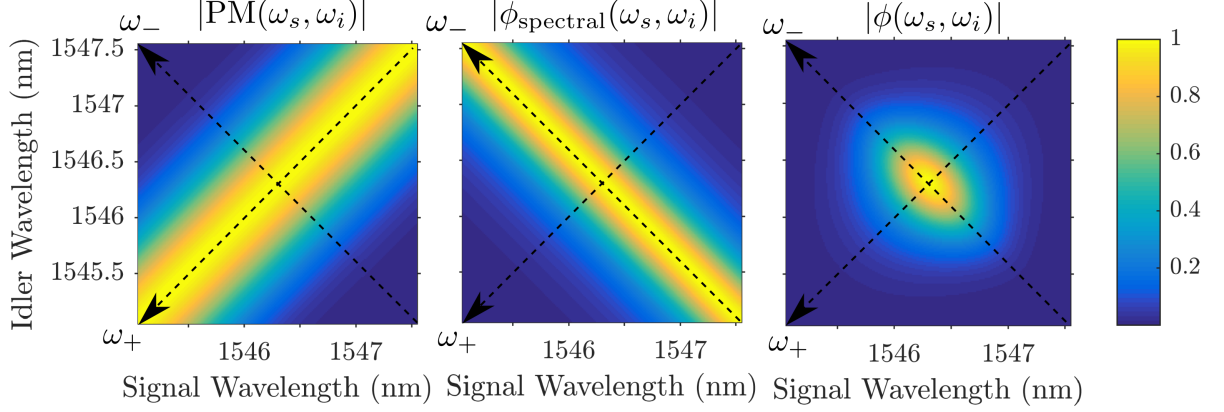 ω₋ |PM(ωₛ, ωᵢ)| ω₋ |ϕ_spectral(ωₛ, ωᵢ)| ω₋ |ϕ(ωₛ, ωᵢ)|
Idler Wavelength (nm)
1547.5
1547
1546.5
1546
1545.5
1
0.8
0.6
0.4
0.2
ω₊ 1546 1547 ω₊ 1546 1547 ω₊ 1546 1547
Signal Wavelength (nm) Signal Wavelength (nm) Signal Wavelength (nm)